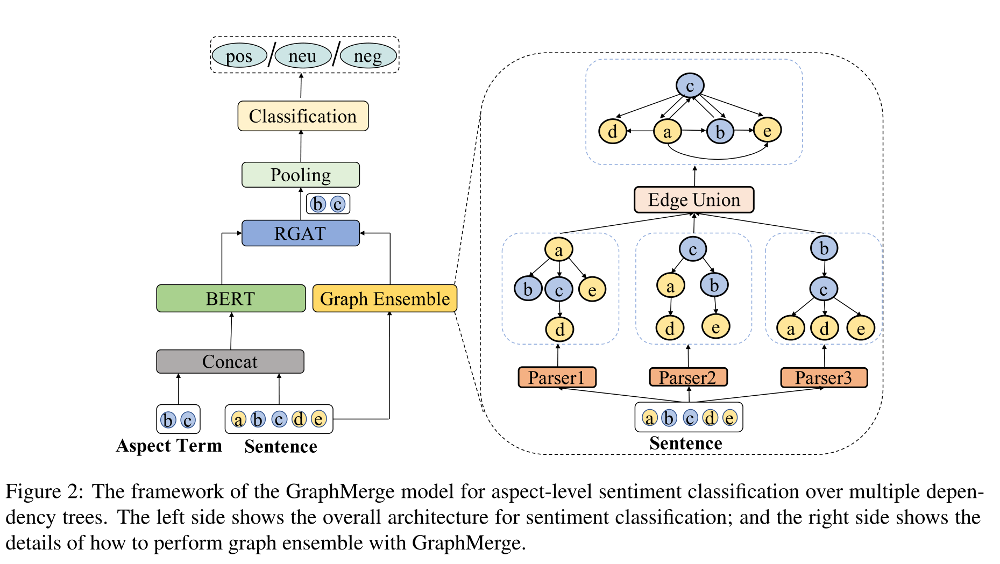 pos / neu / neg
Classification
Pooling
b c
RGAT
BERT
Graph Ensemble
Concat
b c
a b c d e
Aspect Term
Sentence
c
d a b e
Edge Union
a
b c e
d
c
a b
d e
b
c
a d e
Parser1
Parser2
Parser3
a b c d e
Sentence
Figure 2: The framework of the GraphMerge model for aspect-level sentiment classification over multiple depen-
dency trees. The left side shows the overall architecture for sentiment classification; and the right side shows the
details of how to perform graph ensemble with GraphMerge.